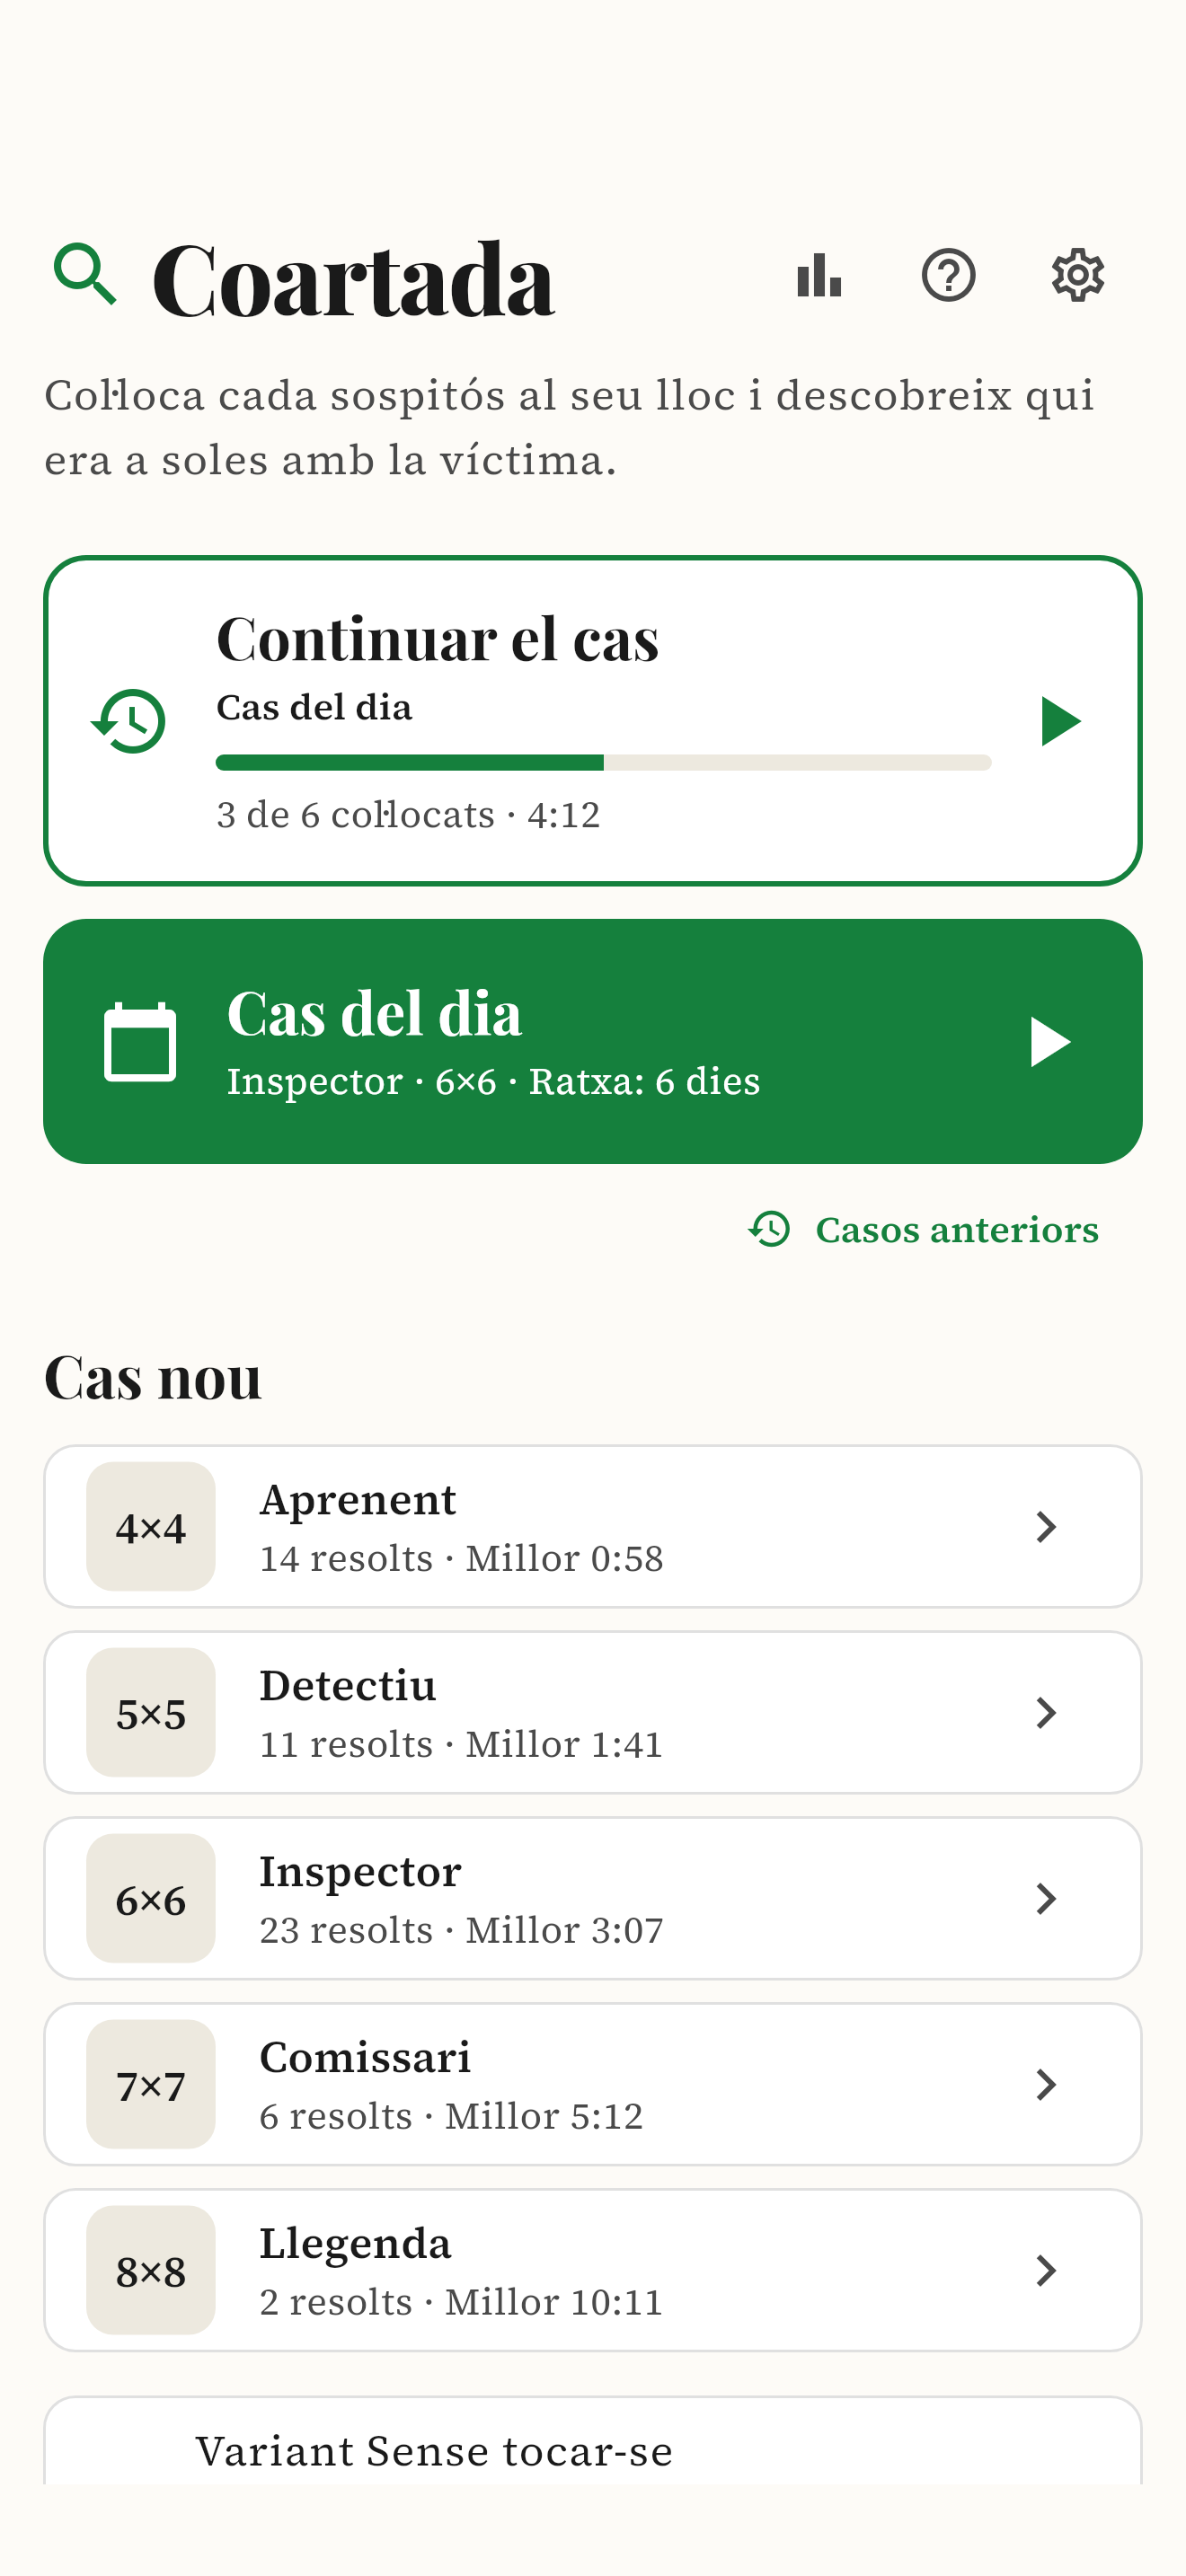 Coartada
Col·loca cada sospitós al seu lloc i descobreix qui
era a soles amb la víctima.
Continuar el cas
Cas del dia
3 de 6 col·locats · 4:12
Cas del dia
Inspector · 6×6 · Ratxa: 6 dies
Casos anteriors
Cas nou
4×4
Aprenent
14 resolts · Millor 0:58
5×5
Detectiu
11 resolts · Millor 1:41
6×6
Inspector
23 resolts · Millor 3:07
7×7
Comissari
6 resolts · Millor 5:12
8×8
Llegenda
2 resolts · Millor 10:11
Variant Sense tocar-se